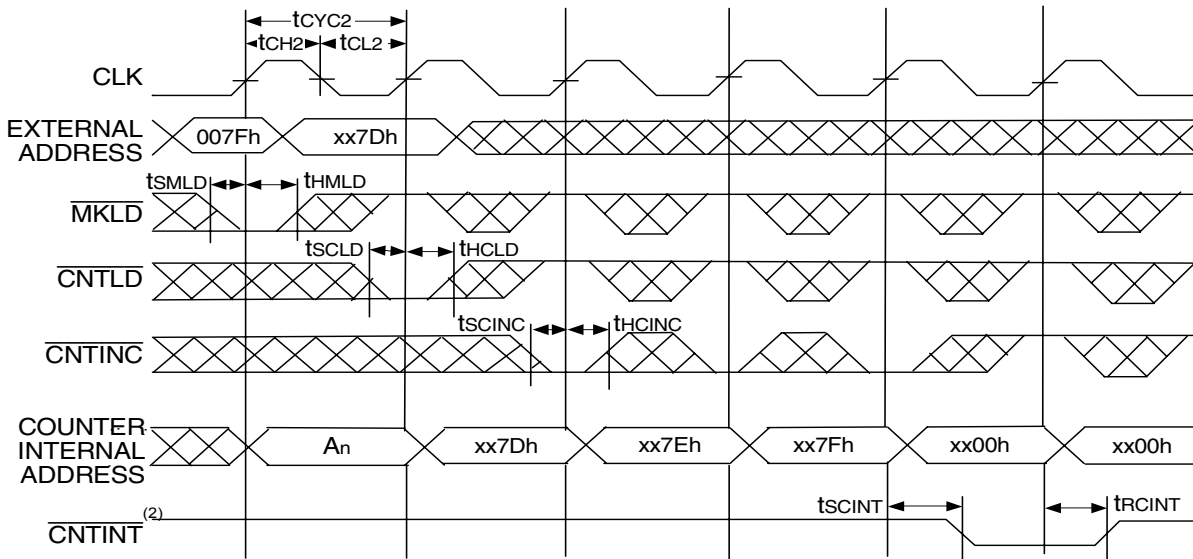 tCYC2
tCH2 tCL2
CLK
EXTERNAL
ADDRESS
007Fh xx7Dh
tSMLD tHMLD
MKLD
tSCLD tHCLD
CNTLD
tSCINC tHCINC
CNTINC
COUNTER
INTERNAL
ADDRESS
An xx7Dh xx7Eh xx7Fh xx00h xx00h
tSCINT tRCINT
CNTINT (2)